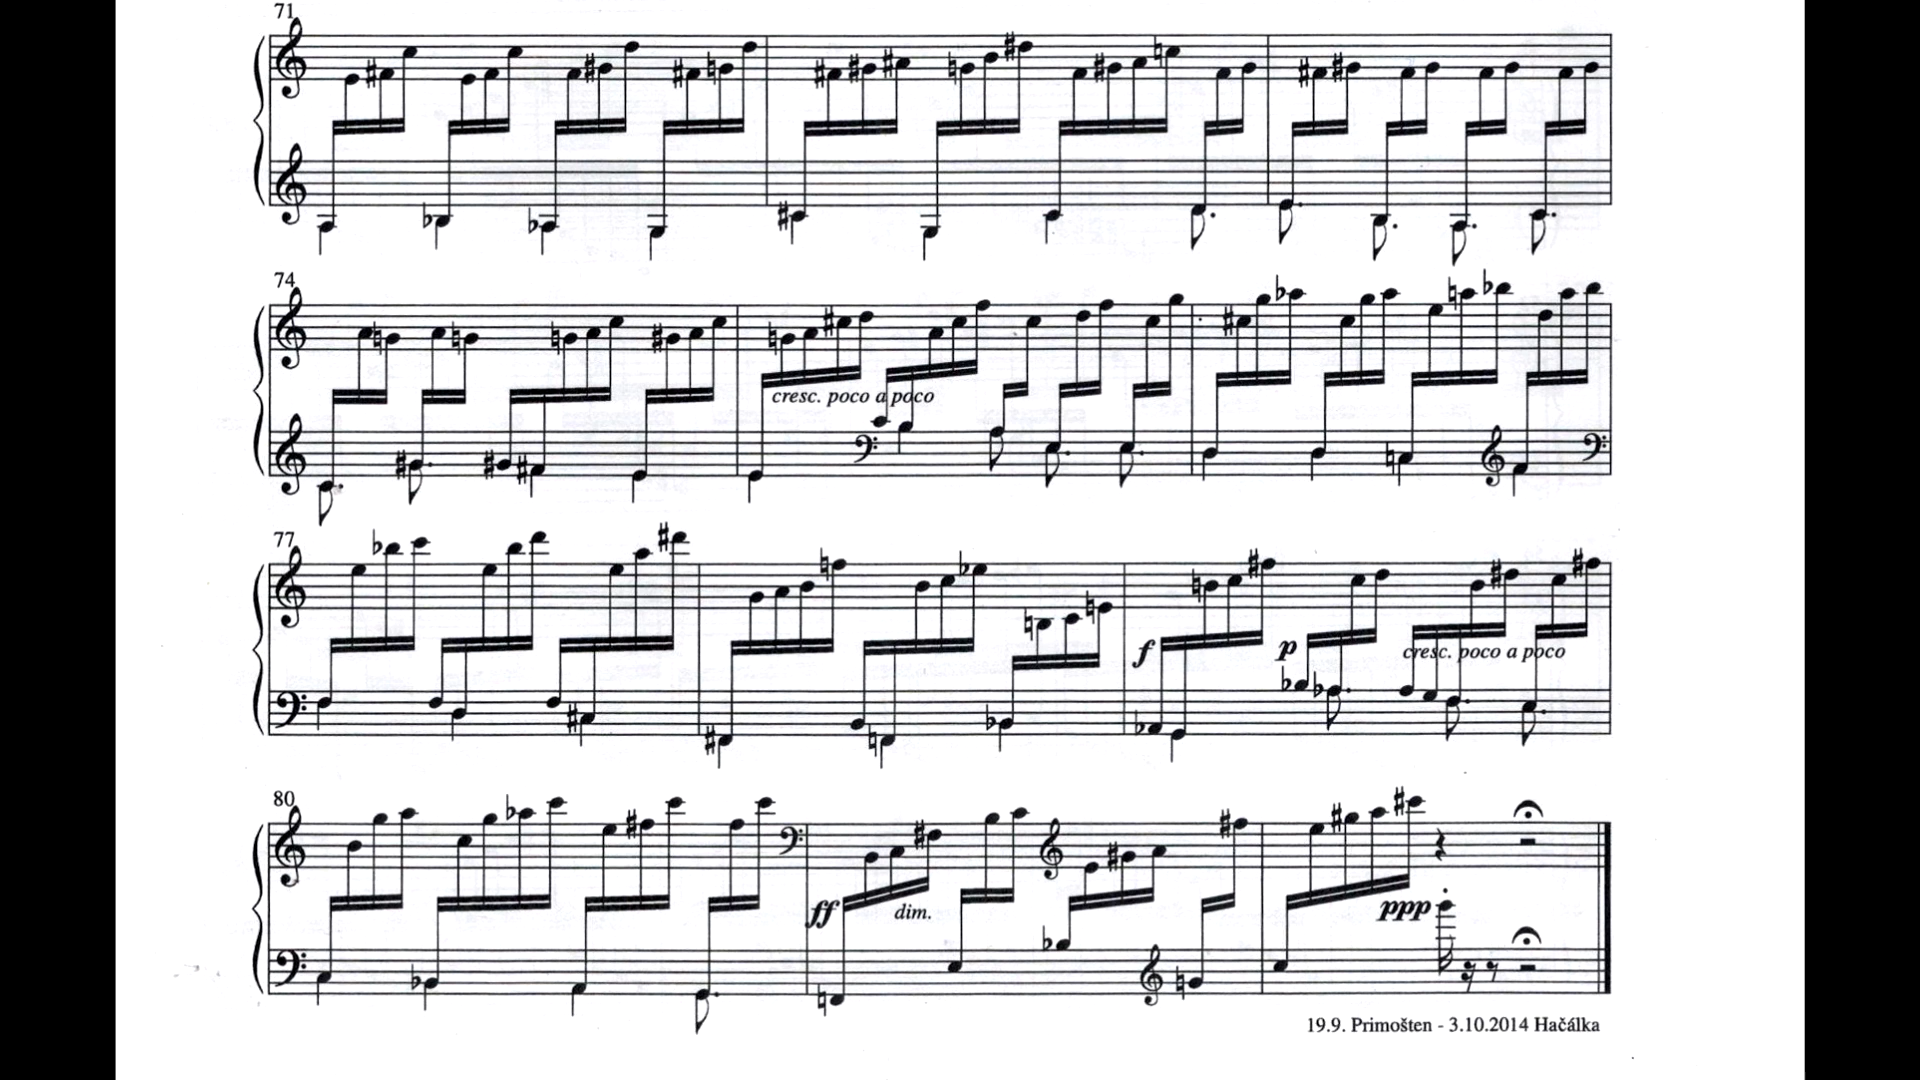 71
74
cresc. poco a poco
77
f p cresc. poco a poco
80
ff dim. ppp
19.9. Primošten - 3.10.2014 Hačálka